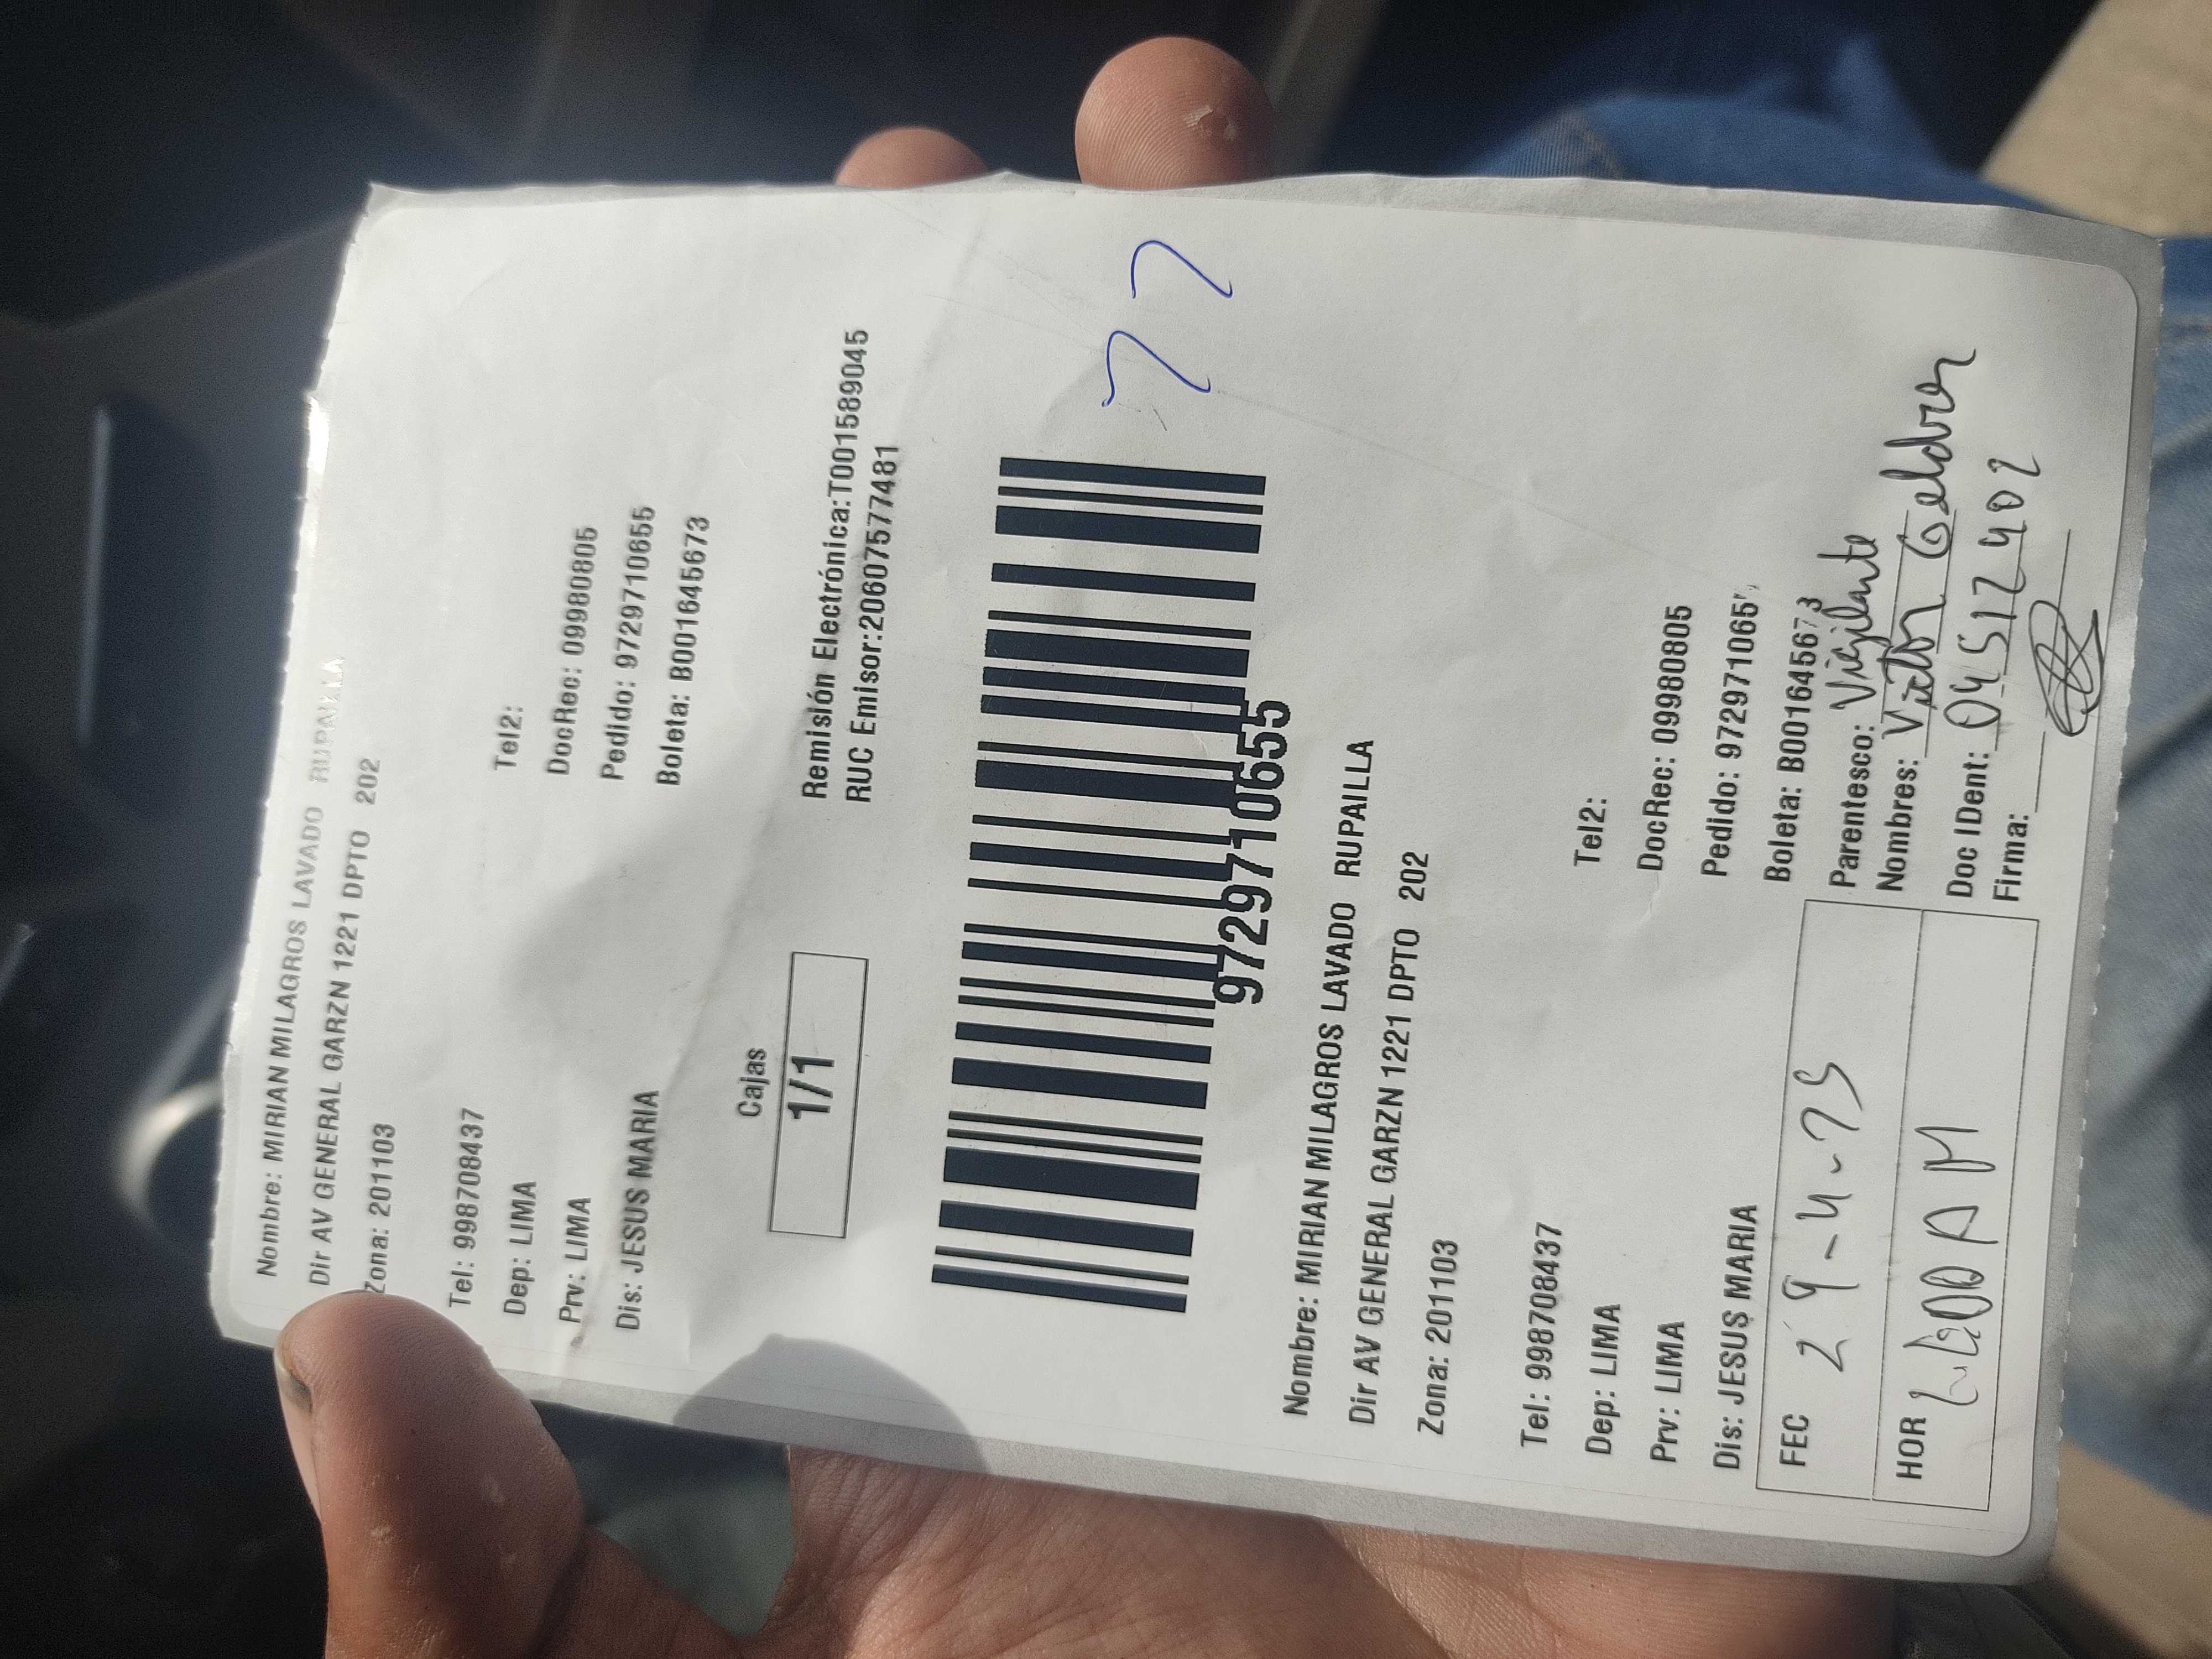 Nombre: MIRIAN MILAGROS LAVADO RUPAILLA
Dir AV GENERAL GARZN 1221 DPTO 202
Zona: 201103
Tel: 998708437 Tel2:
Dep: LIMA DocRec: 09980805
Prv: LIMA Pedido: 97297710655
Dis: JESUS MARIA Boleta: B001645673
Cajas
1/1
Remisión Electrónica:T001589045
RUC Emisor:20607577481
77
9729710655
Nombre: MIRIAN MILAGROS LAVADO RUPAILLA
Dir AV GENERAL GARZN 1221 DPTO 202
Zona: 201103
Tel: 998708437 Tel2:
Dep: LIMA DocRec: 09980805
Prv: LIMA Pedido: 972971065
Dis: JESUS MARIA Boleta: B001645673
FEC 29-4-25 Parentesco: Vigilante
Nombres: Victor
HOR AM Doc IDent: 04512402
Firma: